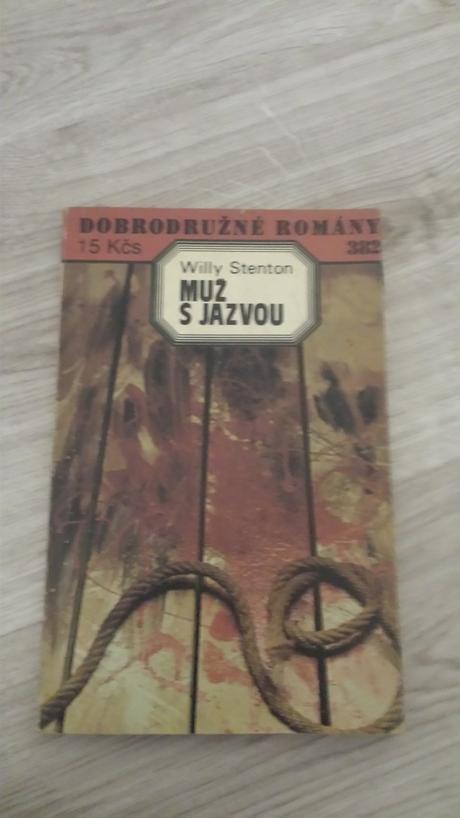 DOBRODRUŽNÉ ROMÁNY
15 Kčs
382
Willy Stenton
MUŽ
S JAZVOU